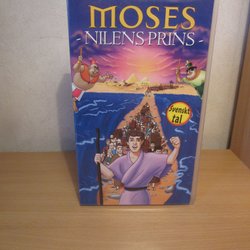 MOSES
- NILENS PRINS -
Svenskt
tal